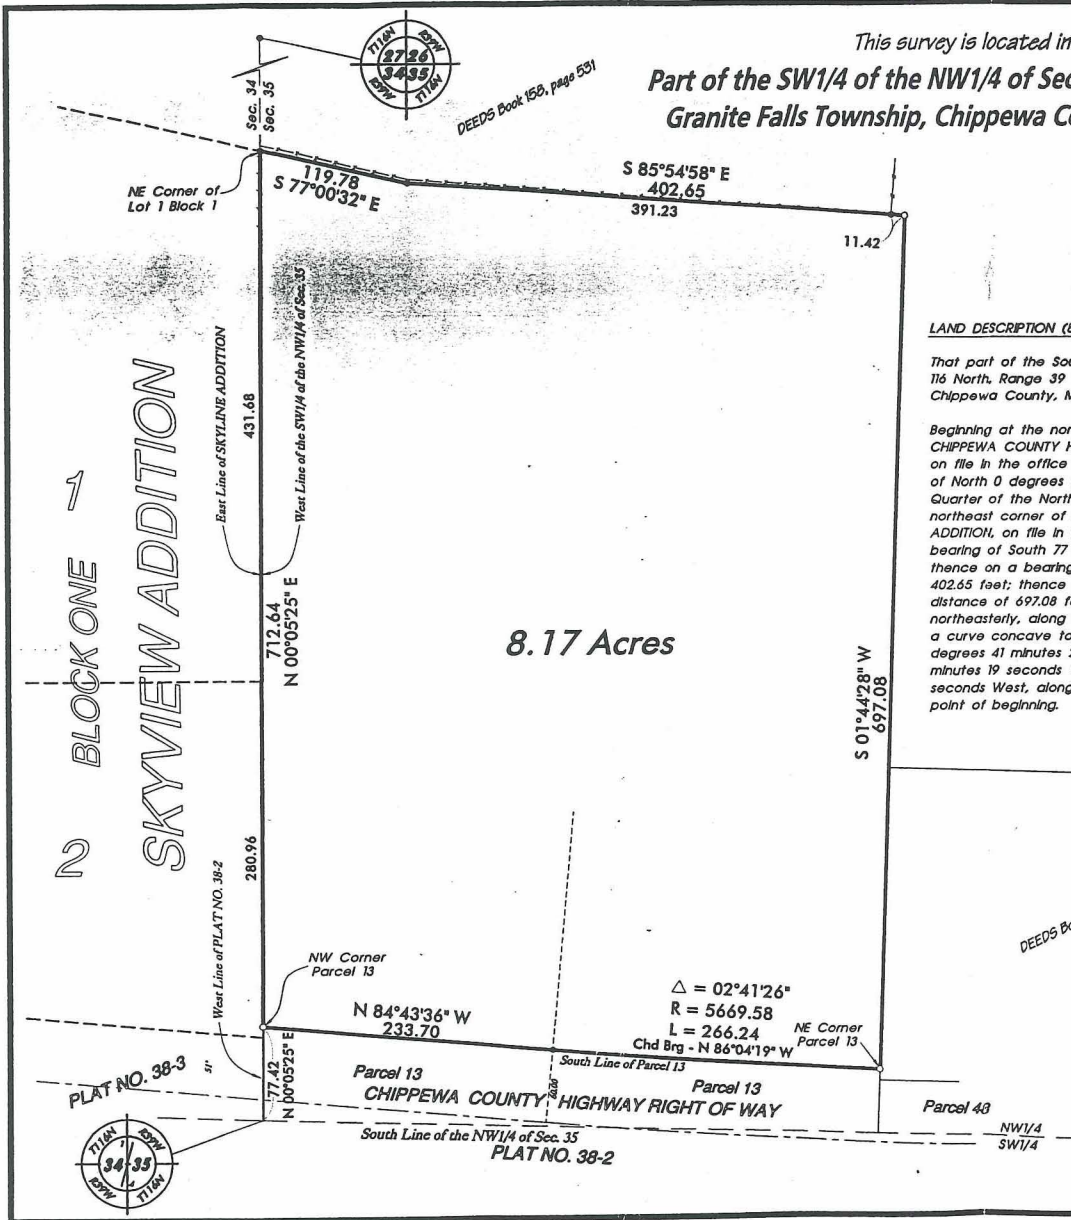 This survey is located in
Part of the SW1/4 of the NW1/4 of Sec
Granite Falls Township, Chippewa Co
T116N R39W
27 26
34 35
R39W T116N
Sec. 34
Sec. 35
DEEDS Book 158, page 531
NE Corner of
Lot 1 Block 1
119.78
S 77°00'32" E
S 85°54'58" E
402.65
391.23
11.42
East Line of SKYLINE ADDITION
West Line of the SW1/4 of the NW1/4 of Sec. 35
431.68
712.64
N 00°05'25" E
280.96
1
BLOCK ONE
2
SKYVIEW ADDITION
8.17 Acres
S 01°44'28" W
697.08
LAND DESCRIPTION (8
That part of the Sou
116 North, Range 39
Chippewa County, M
Beginning at the nor
CHIPPEWA COUNTY H
on file in the office
of North 0 degrees
Quarter of the North
northeast corner of
ADDITION, on file in
bearing of South 77
thence on a bearing
402.65 feet; thence
distance of 697.08 f
northeasterly, along
a curve concave to
degrees 41 minutes
minutes 19 seconds
seconds West, along
point of beginning.
West Line of PLAT NO. 38-2
NW Corner
Parcel 13
N 84°43'36" W
233.70
△ = 02°41'26"
R = 5669.58
L = 266.24
Chd Brg - N 86°04'19" W
NE Corner
Parcel 13
South Line of Parcel 13
DEEDS Bo
PLAT NO. 38-3
77.42
N 00°05'25" E
Parcel 13
Parcel 13
CHIPPEWA COUNTY HIGHWAY RIGHT OF WAY
Parcel 48
NW1/4
SW1/4
South Line of the NW1/4 of Sec. 35
PLAT NO. 38-2
T116N R39W
34 35
R39W T116N